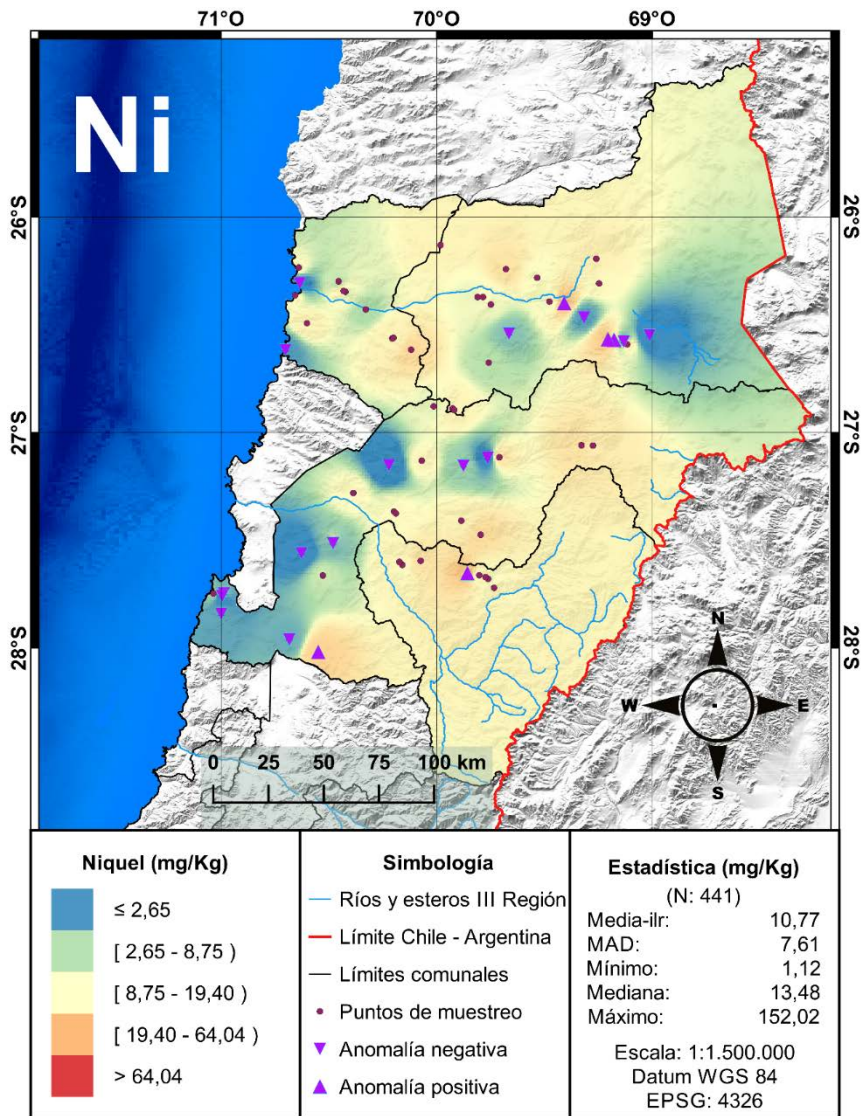 71°O 70°O 69°O
Ni
26°S 26°S
27°S 27°S
28°S 28°S
N
W E
S
0 25 50 75 100 km
Niquel (mg/Kg)
≤ 2,65
[ 2,65 - 8,75 )
[ 8,75 - 19,40 )
[ 19,40 - 64,04 )
> 64,04
Simbología
Ríos y esteros III Región
Límite Chile - Argentina
Límites comunales
Puntos de muestreo
Anomalía negativa
Anomalía positiva
Estadística (mg/Kg)
(N: 441)
Media-ilr: 10,77
MAD: 7,61
Mínimo: 1,12
Mediana: 13,48
Máximo: 152,02
Escala: 1:1.500.000
Datum WGS 84
EPSG: 4326